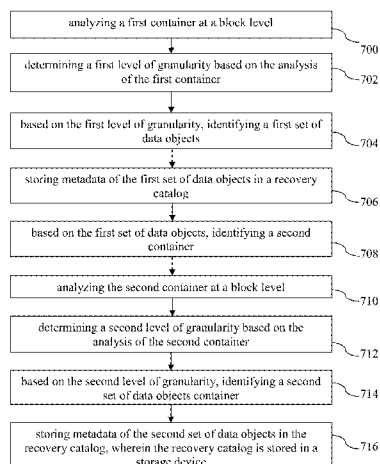 analyzing a first container at a block level
700
determining a first level of granularity based on the analysis
of the first container
702
based on the first level of granularity, identifying a first set of
data objects
704
storing metadata of the first set of data objects in a recovery
catalog
706
based on the first set of data objects, identifying a second
container
708
analyzing the second container at a block level
710
determining a second level of granularity based on the
analysis of the second container
712
based on the second level of granularity, identifying a second
set of data objects container
714
storing metadata of the second set of data objects in the
recovery catalog, wherein the recovery catalog is stored in a
storage device
716